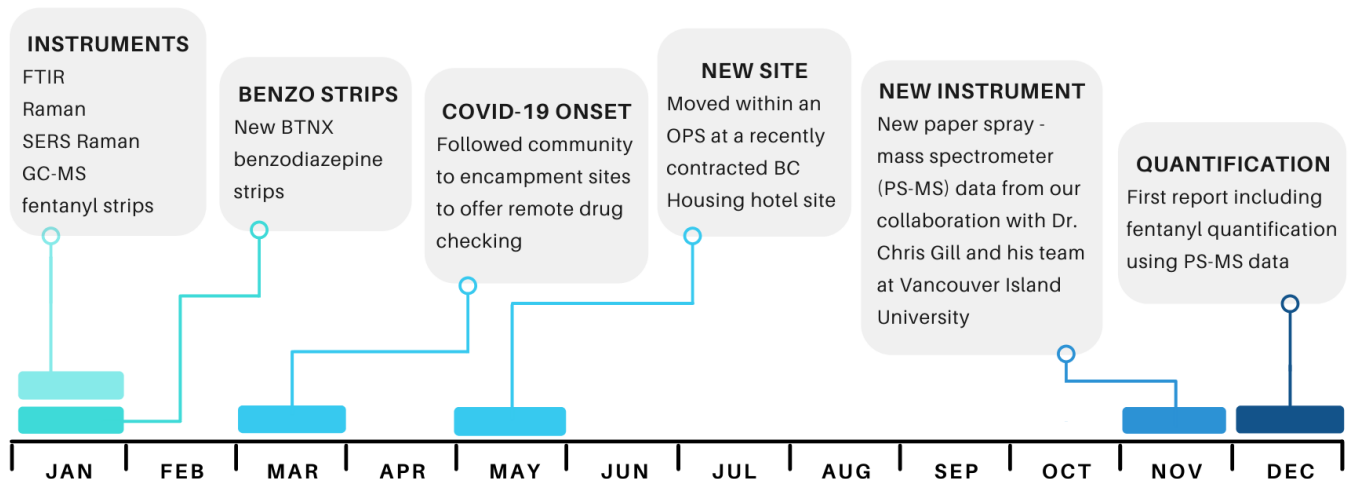 INSTRUMENTS
FTIR
Raman
SERS Raman
GC-MS
fentanyl strips
BENZO STRIPS
New BTNX
benzodiazepine
strips
COVID-19 ONSET
Followed community
to encampment sites
to offer remote drug
checking
NEW SITE
Moved within an
OPS at a recently
contracted BC
Housing hotel site
NEW INSTRUMENT
New paper spray -
mass spectrometer
(PS-MS) data from our
collaboration with Dr.
Chris Gill and his team
at Vancouver Island
University
QUANTIFICATION
First report including
fentanyl quantification
using PS-MS data
JAN FEB MAR APR MAY JUN JUL AUG SEP OCT NOV DEC